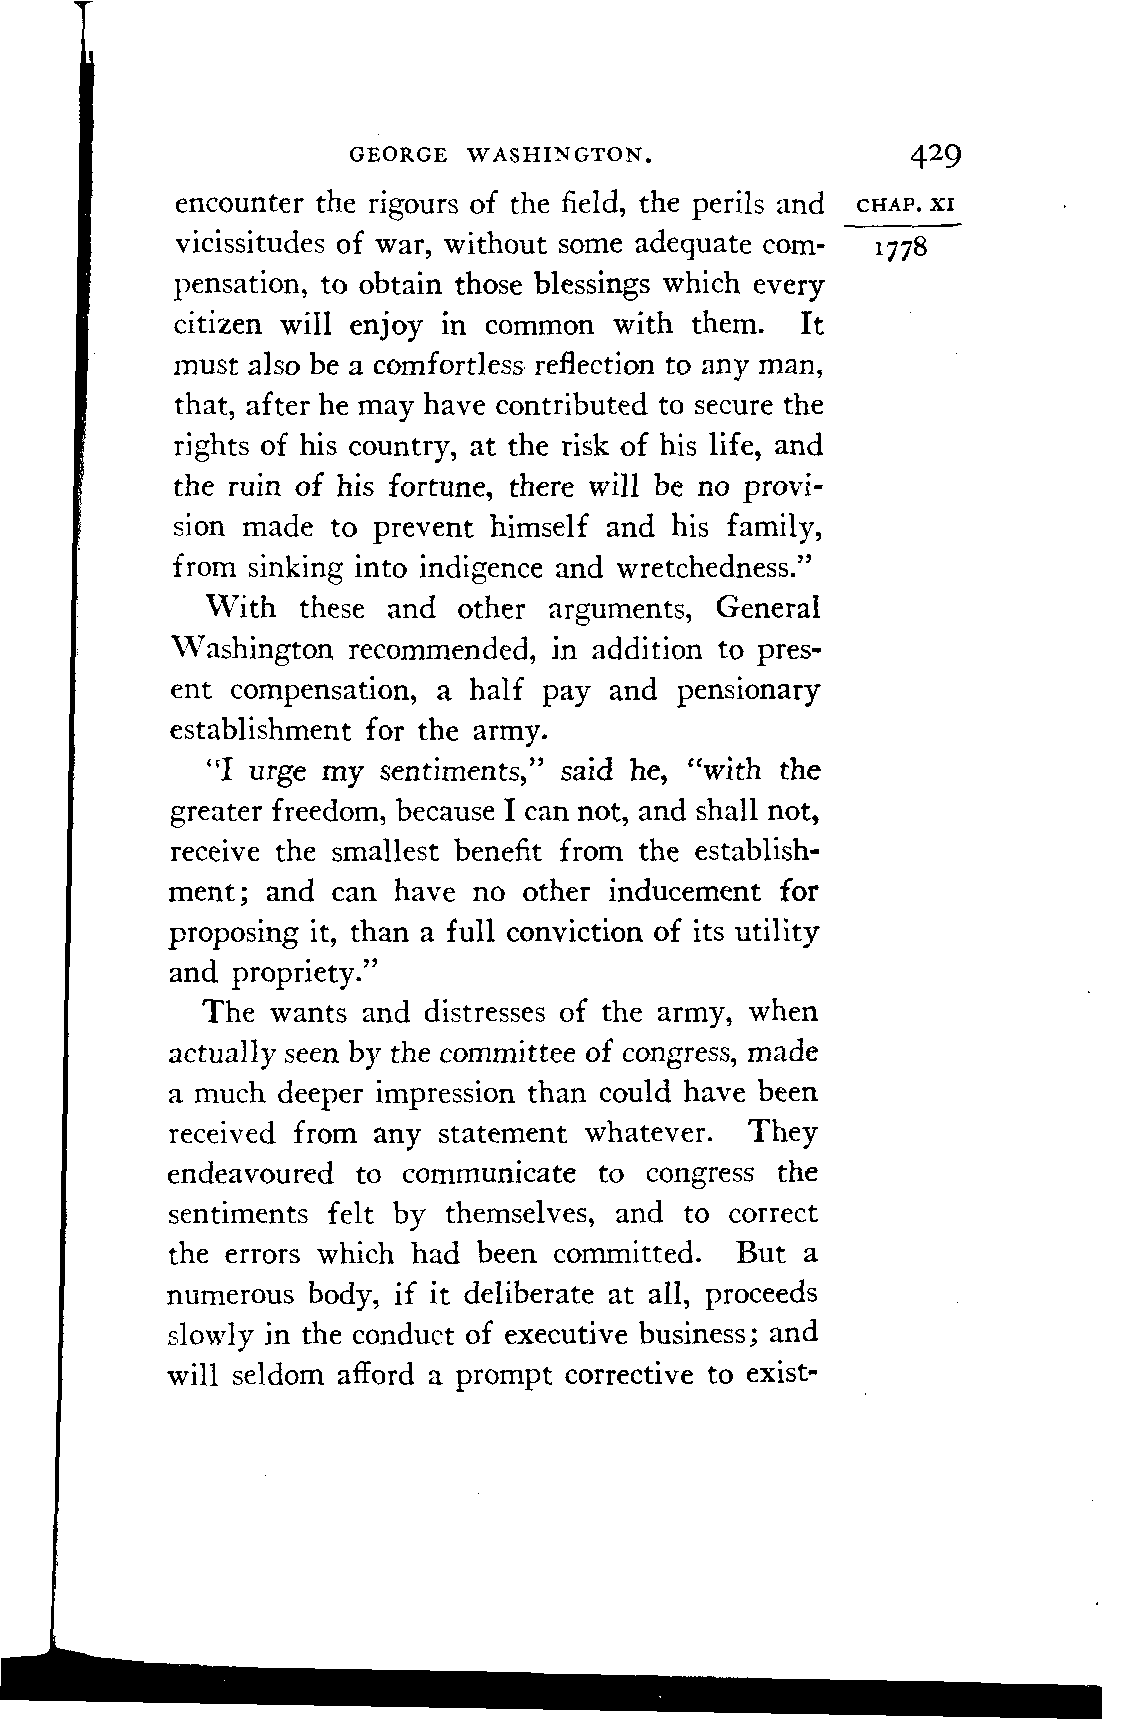 GEORGE WASHINGTON. 429
encounter the rigours of the field, the perils and CHAP. XI
vicissitudes of war, without some adequate com- 1778
pensation, to obtain those blessings which every
citizen will enjoy in common with them. It
must also be a comfortless reflection to any man,
that, after he may have contributed to secure the
rights of his country, at the risk of his life, and
the ruin of his fortune, there will be no provi-
sion made to prevent himself and his family,
from sinking into indigence and wretchedness."
With these and other arguments, General
Washington recommended, in addition to pres-
ent compensation, a half pay and pensionary
establishment for the army.
"I urge my sentiments," said he, "with the
greater freedom, because I can not, and shall not,
receive the smallest benefit from the establish-
ment; and can have no other inducement for
proposing it, than a full conviction of its utility
and propriety."
The wants and distresses of the army, when
actually seen by the committee of congress, made
a much deeper impression than could have been
received from any statement whatever. They
endeavoured to communicate to congress the
sentiments felt by themselves, and to correct
the errors which had been committed. But a
numerous body, if it deliberate at all, proceeds
slowly in the conduct of executive business; and
will seldom afford a prompt corrective to exist-